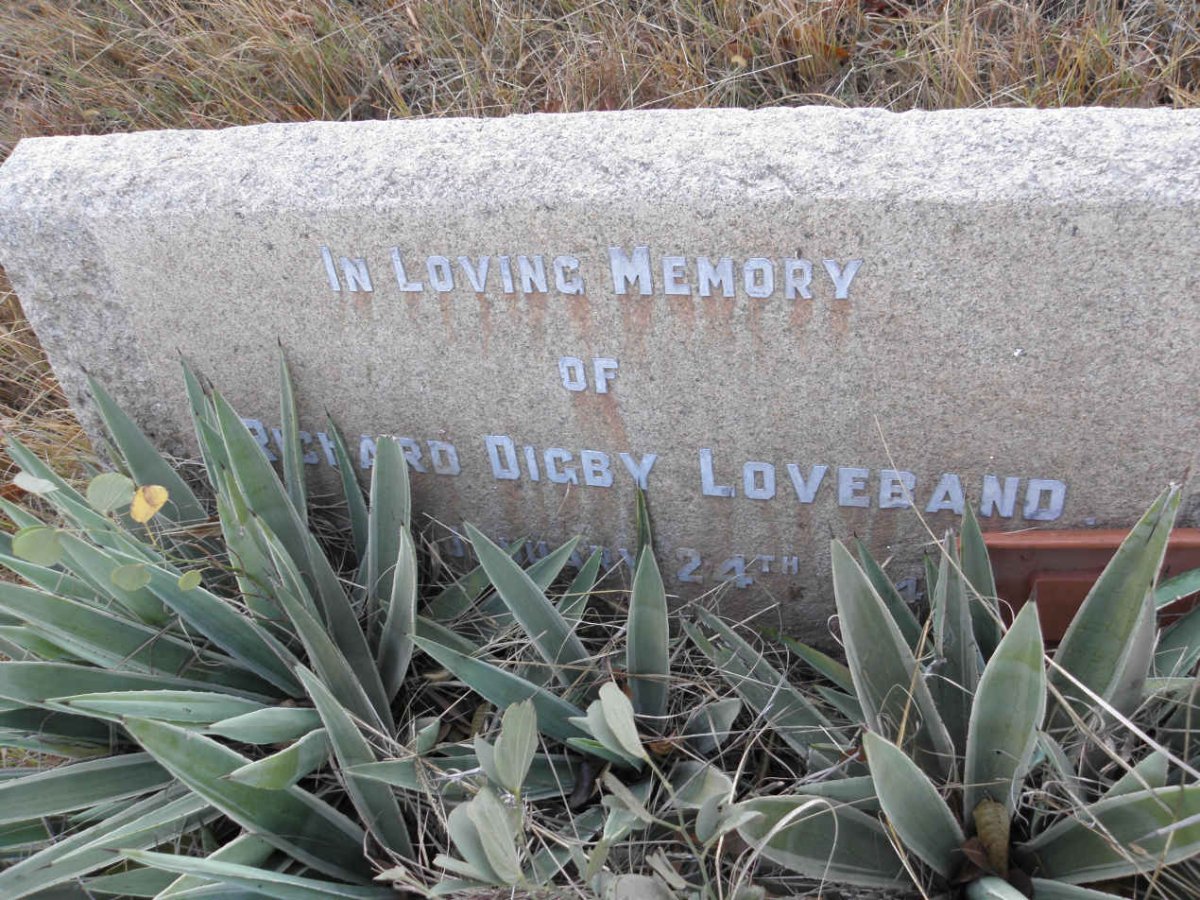 IN LOVING MEMORY
OF
RICHARD DIGBY LOVEBAND
24TH